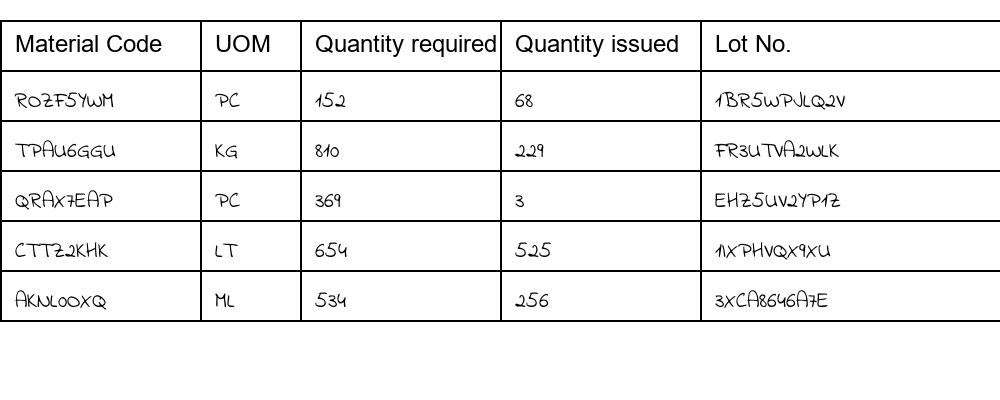 Material Code UOM Quantity required Quantity issued Lot No.
ROZF5YWM PC 152 68 1BR5WPJLQ2V
TPAU6GGU KG 810 229 FR3UTVA2WLK
QRAX7EAP PC 369 3 EHZ5UV2YP1Z
CTTZ2KHK LT 654 525 1IXPHVQX9XU
AKNL0OXQ ML 534 256 3XCA8646A7E